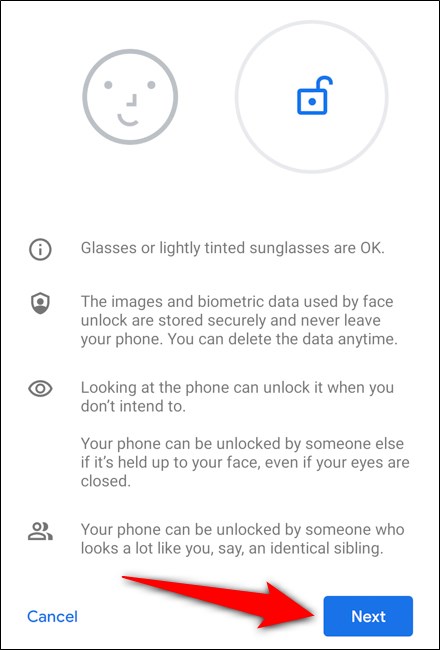 Glasses or lightly tinted sunglasses are OK.
The images and biometric data used by face
unlock are stored securely and never leave
your phone. You can delete the data anytime.
Looking at the phone can unlock it when you
don’t intend to.
Your phone can be unlocked by someone else
if it’s held up to your face, even if your eyes are
closed.
Your phone can be unlocked by someone who
looks a lot like you, say, an identical sibling.
Cancel
Next